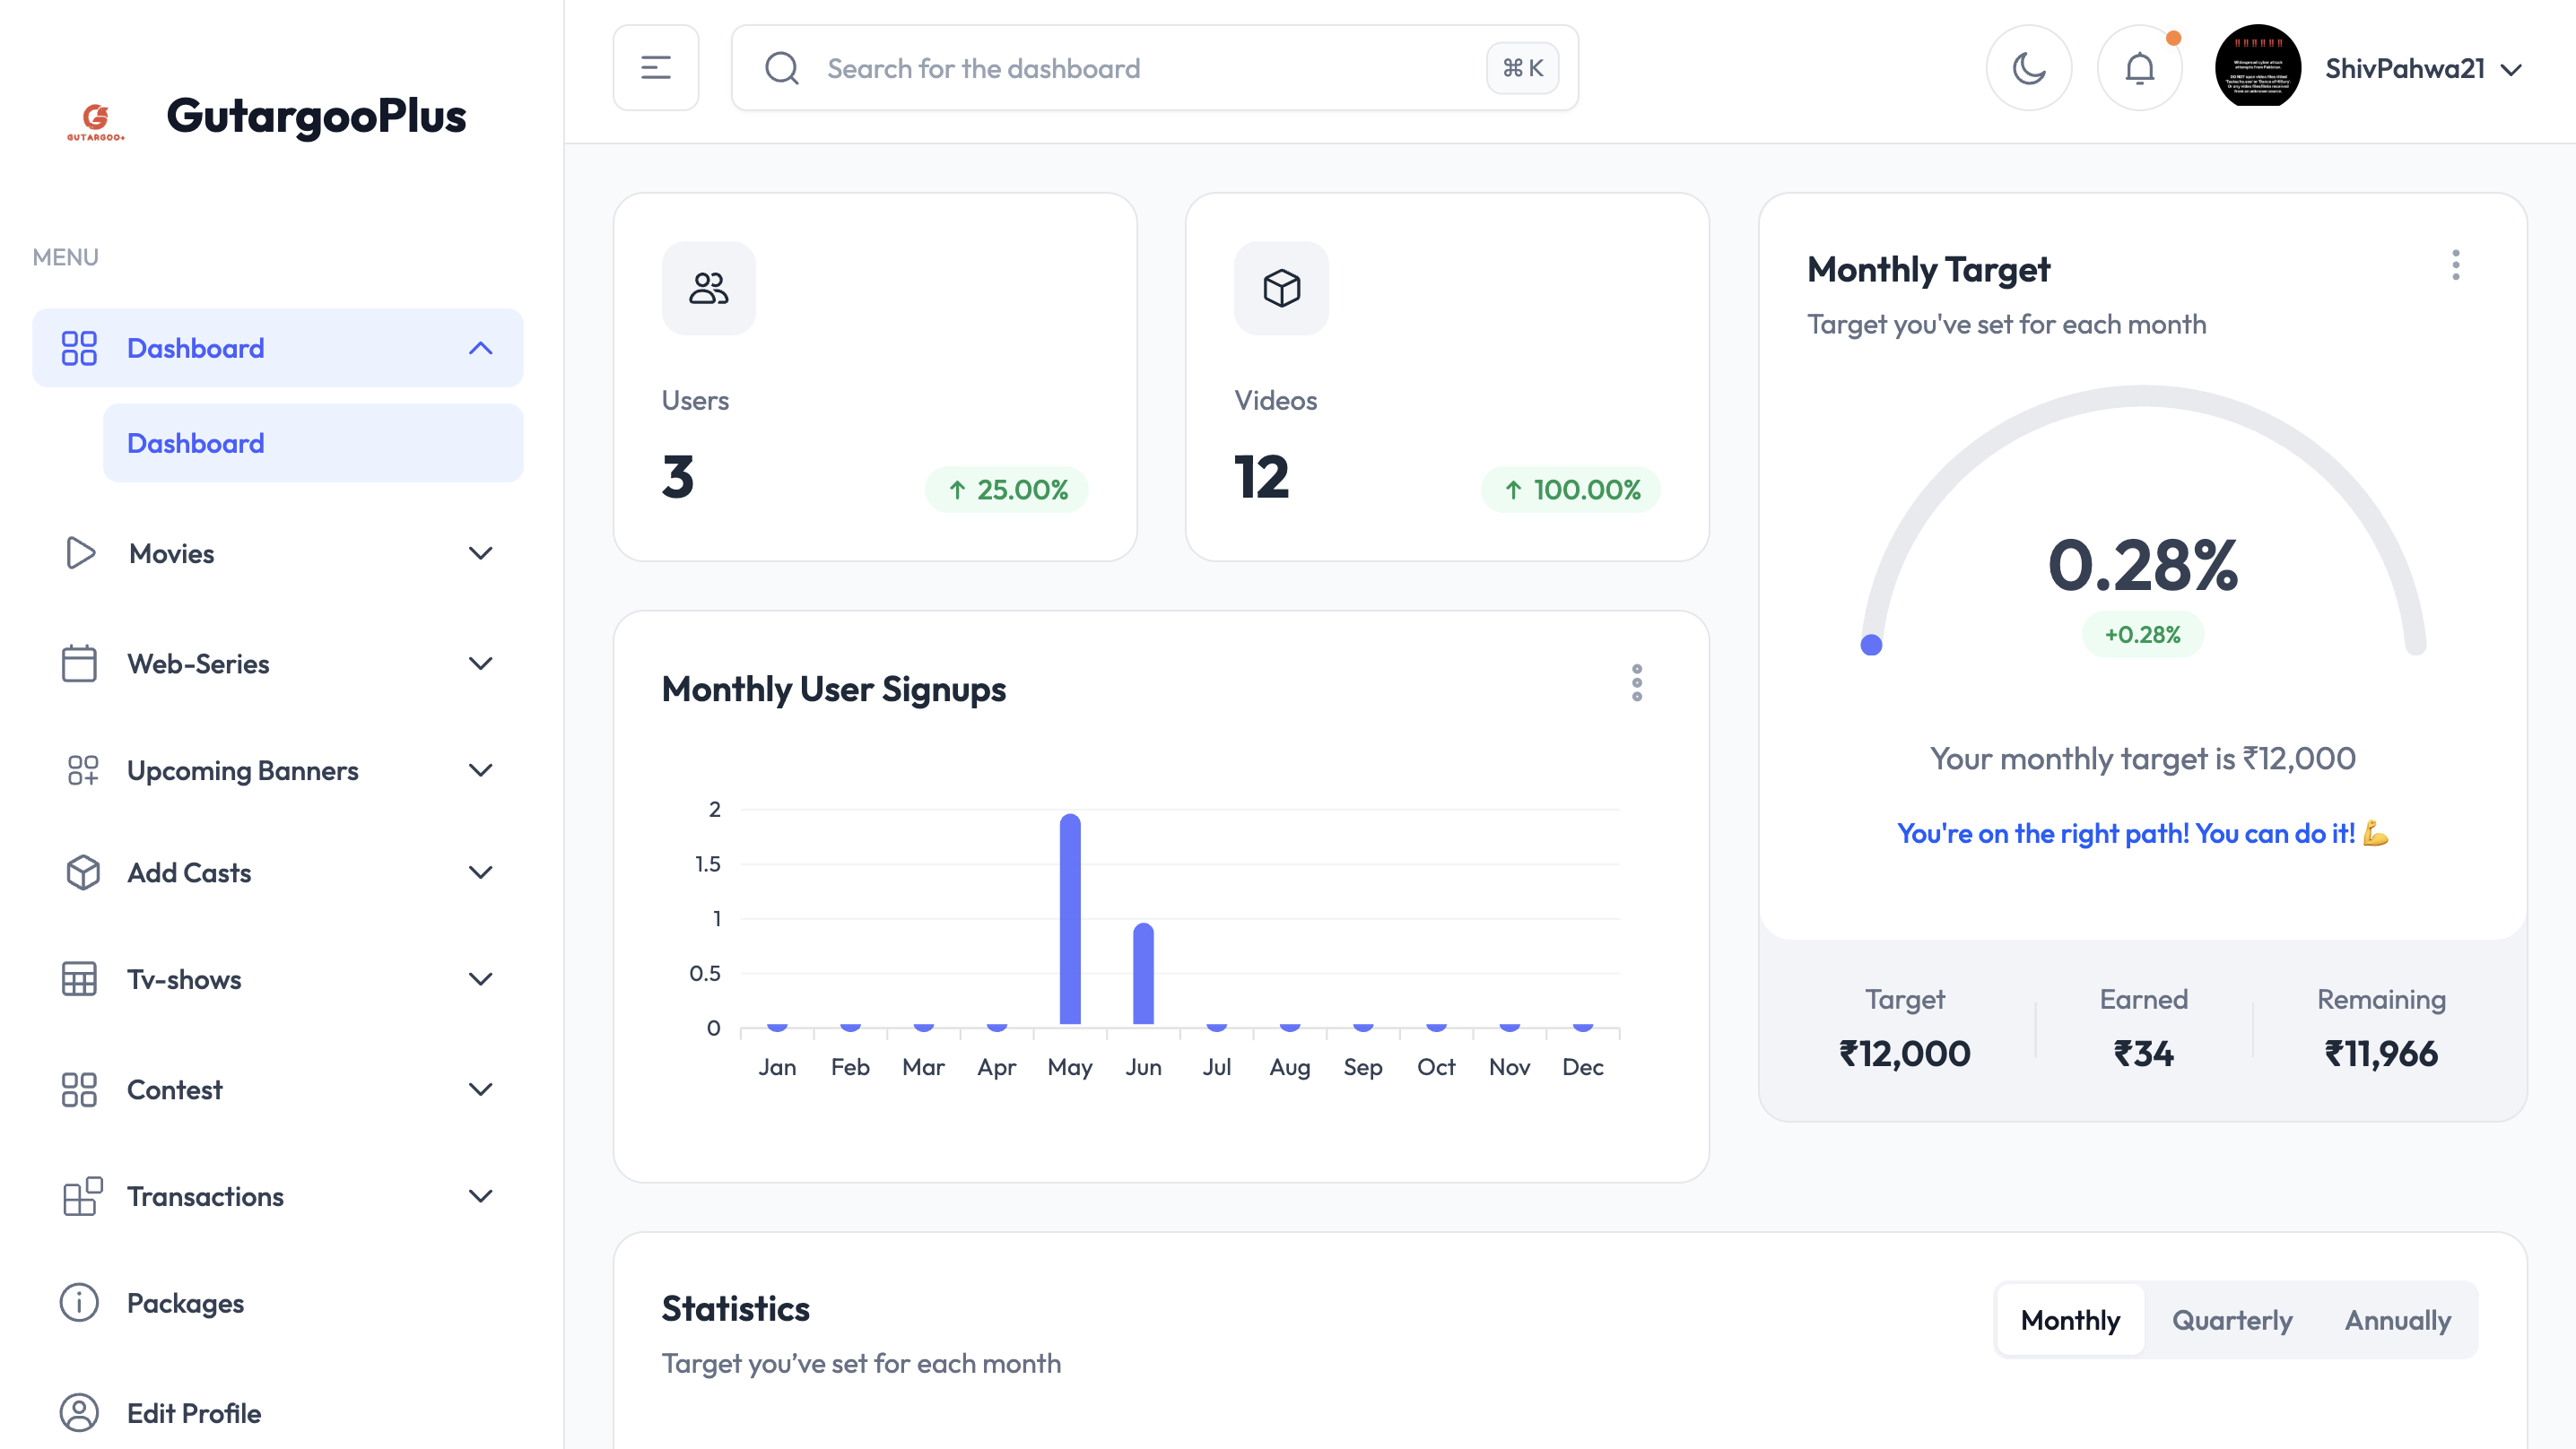 GUTARGOO+
GutargooPlus
MENU
Dashboard
Dashboard
Movies
Web-Series
Upcoming Banners
Add Casts
Tv-shows
Contest
Transactions
Packages
Edit Profile
Search for the dashboard
⌘ K
ShivPahwa21
Users
3
↑ 25.00%
Videos
12
↑ 100.00%
Monthly User Signups
2
1.5
1
0.5
0
Jan Feb Mar Apr May Jun Jul Aug Sep Oct Nov Dec
Monthly Target
Target you've set for each month
0.28%
+0.28%
Your monthly target is ₹12,000
You're on the right path! You can do it! 💪
Target Earned Remaining
₹12,000 ₹34 ₹11,966
Statistics
Target you’ve set for each month
Monthly Quarterly Annually